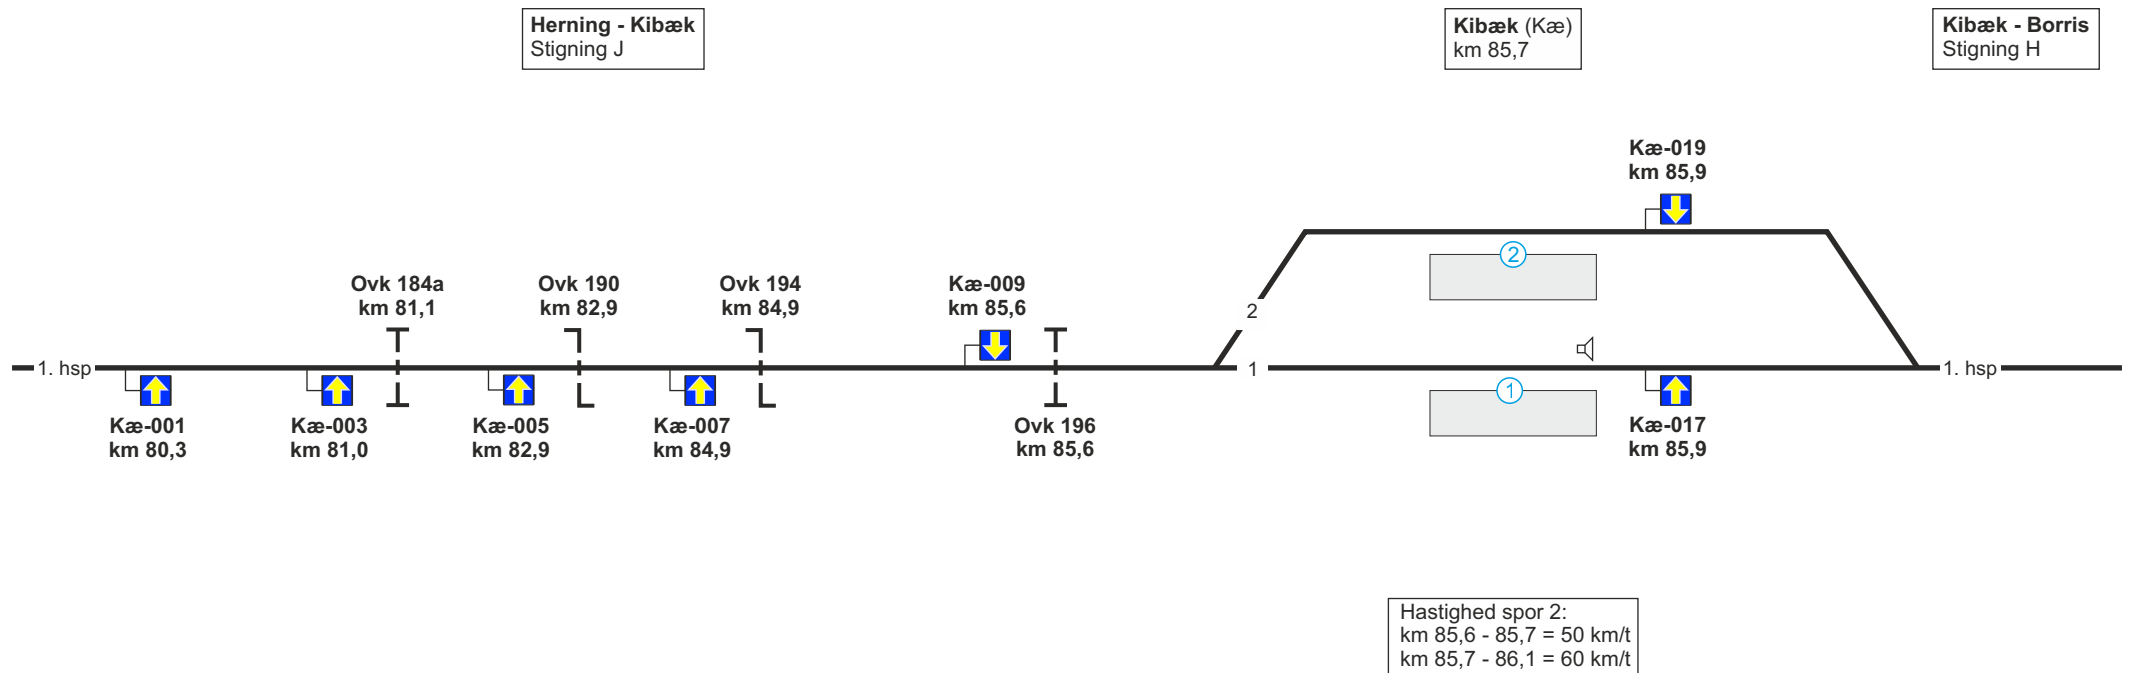 Herning - Kibæk
Stigning J
Kibæk (Kæ)
km 85,7
Kibæk - Borris
Stigning H
Kæ-019
km 85,9
2
Ovk 184a
km 81,1
Ovk 190
km 82,9
Ovk 194
km 84,9
Kæ-009
km 85,6
2
1. hsp
1
1. hsp
1
Kæ-001
km 80,3
Kæ-003
km 81,0
Kæ-005
km 82,9
Kæ-007
km 84,9
Ovk 196
km 85,6
Kæ-017
km 85,9
Hastighed spor 2:
km 85,6 - 85,7 = 50 km/t
km 85,7 - 86,1 = 60 km/t